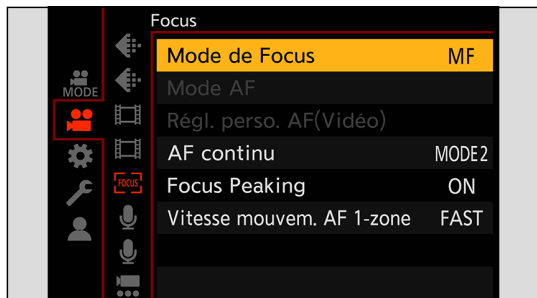 Focus
Mode de Focus MF
MODE
Mode AF
Régl. perso. AF(Vidéo)
AF continu MODE2
FOCUS
Focus Peaking ON
Vitesse mouvem. AF 1-zone FAST